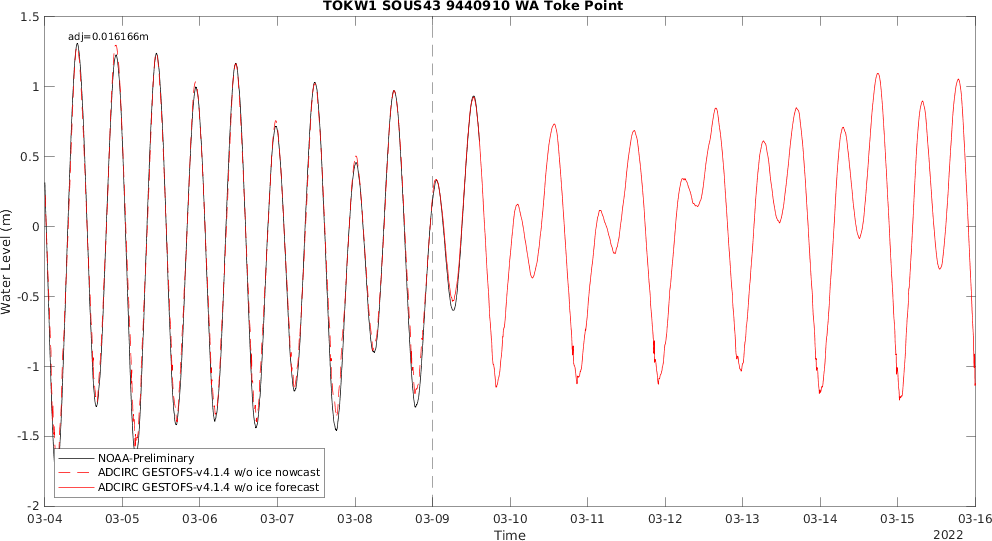 TOKW1 SOUS43 9440910 WA Toke Point
adj=0.016166m
1.5
1
0.5
0
-0.5
-1
-1.5
-2
Water Level (m)
NOAA-Preliminary
ADCIRC GESTOFS-v4.1.4 w/o ice nowcast
ADCIRC GESTOFS-v4.1.4 w/o ice forecast
03-04 03-05 03-06 03-07 03-08 03-09 03-10 03-11 03-12 03-13 03-14 03-15 03-16
Time
2022